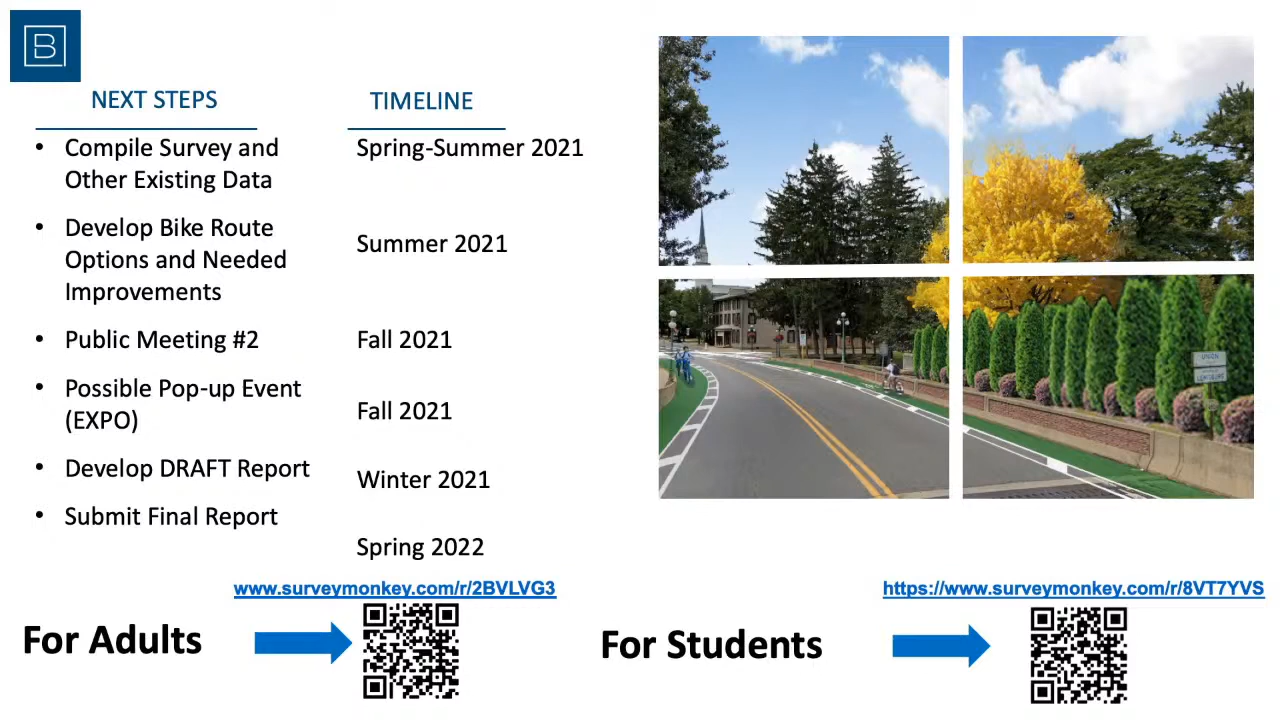 B
NEXT STEPS
• Compile Survey and
Other Existing Data
• Develop Bike Route
Options and Needed
Improvements
• Public Meeting #2
• Possible Pop-up Event
(EXPO)
• Develop DRAFT Report
• Submit Final Report
TIMELINE
Spring-Summer 2021
Summer 2021
Fall 2021
Fall 2021
Winter 2021
Spring 2022
www.surveymonkey.com/r/2BVLVG3
For Adults
https://www.surveymonkey.com/r/8VT7YVS
For Students